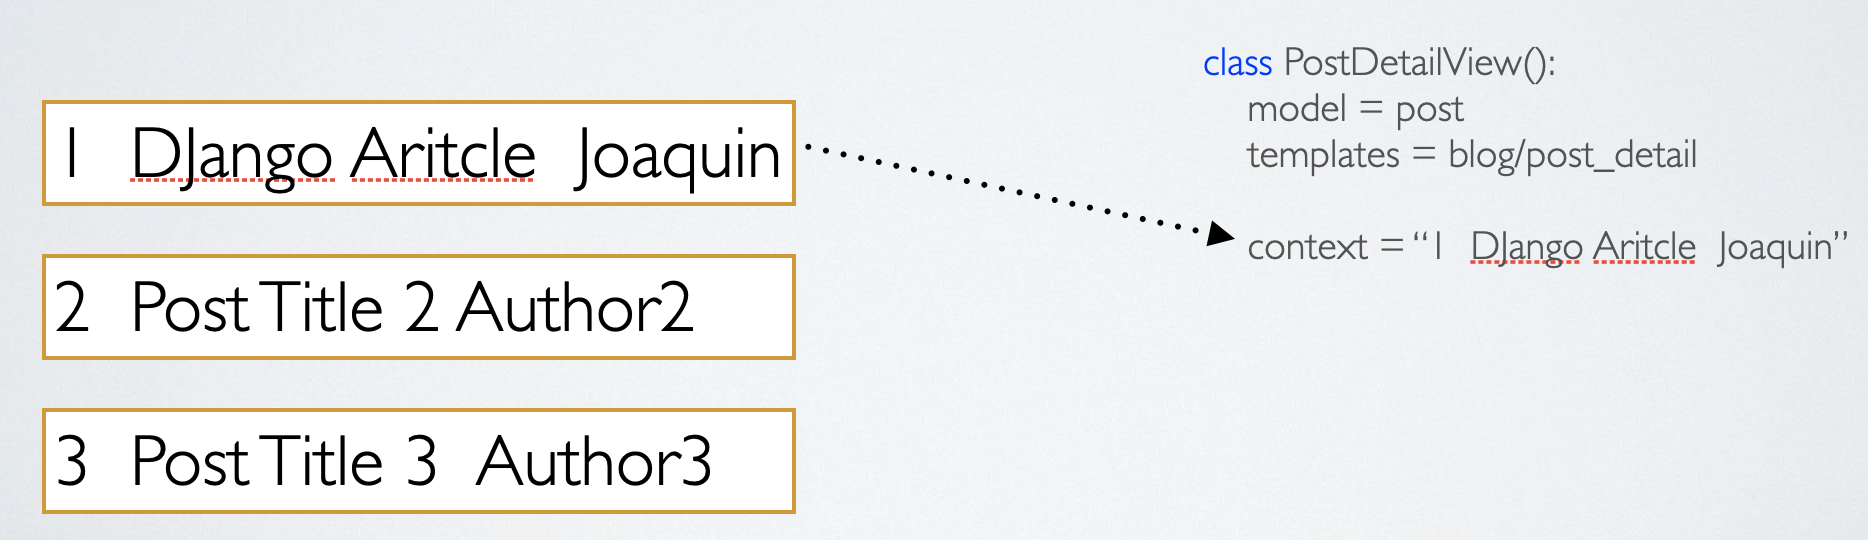 1 DJango Aritcle Joaquin
2 Post Title 2 Author2
3 Post Title 3 Author3
class PostDetailView():
model = post
templates = blog/post_detail
context = “1 DJango Aritcle Joaquin”